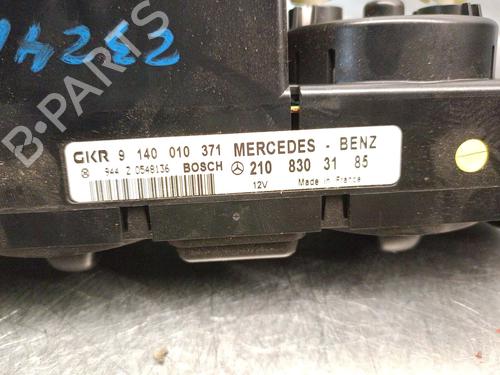 B-PARTS
GKR 9 140 010 371 MERCEDES - BENZ
944 2 0548136 BOSCH 210 830 31 85
12V Made in France